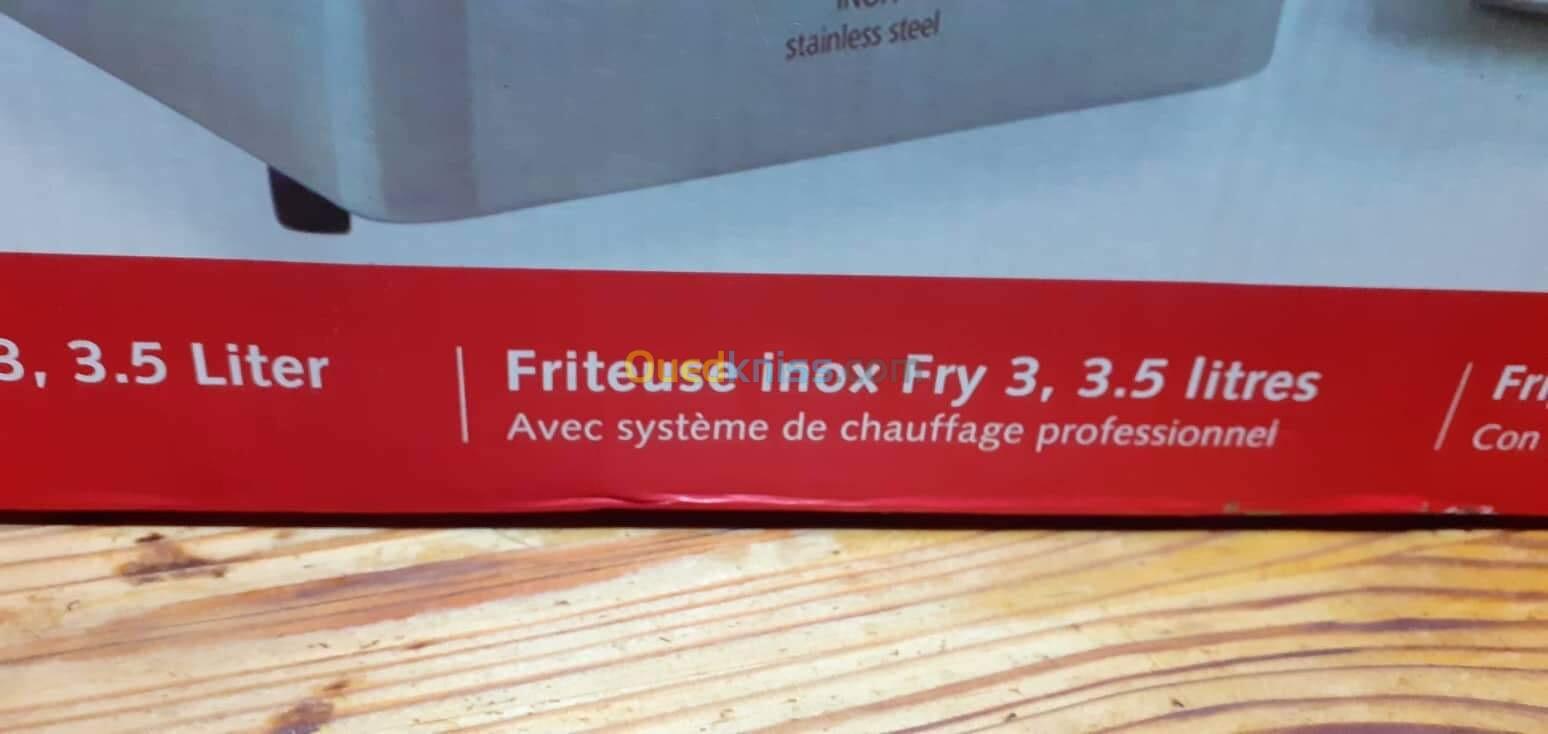 stainless steel
3, 3.5 Liter
Friteuse inox Fry 3, 3.5 litres
Avec système de chauffage professionnel
Con
Ouedkniss.com